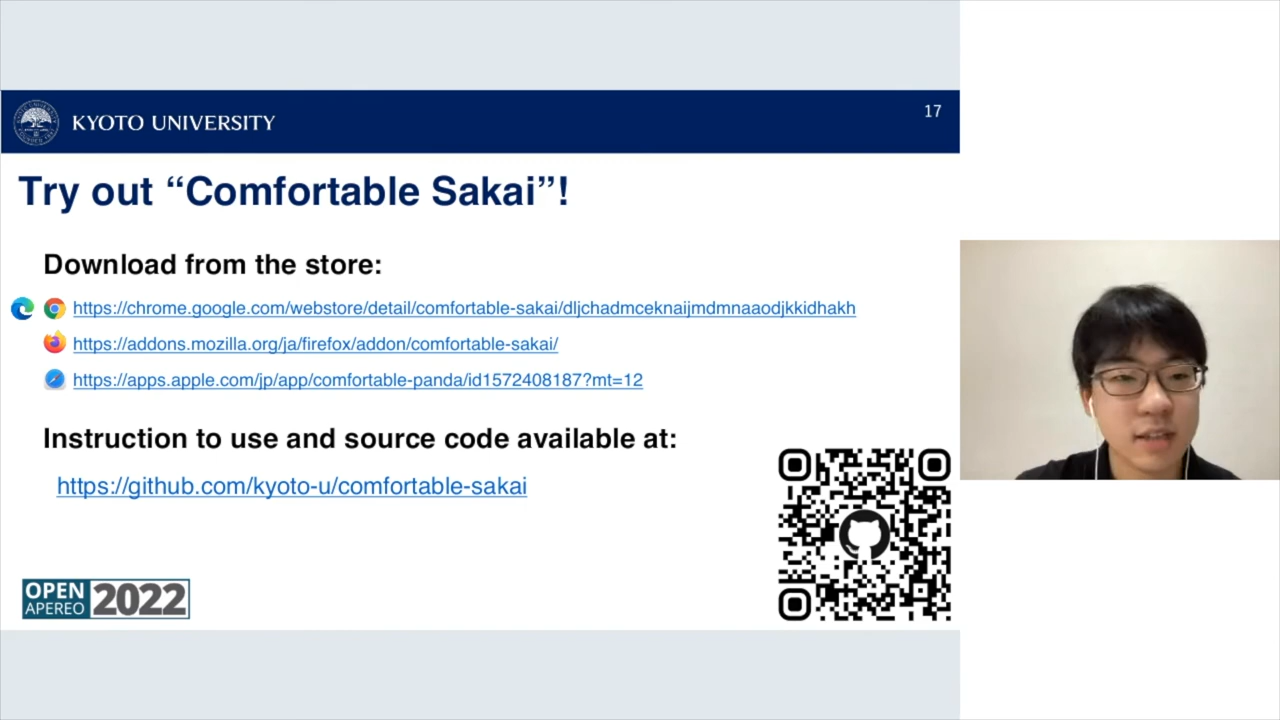 KYOTO UNIVERSITY
17
Try out “Comfortable Sakai”!
Download from the store:
https://chrome.google.com/webstore/detail/comfortable-sakai/dljchadmceknaijmdmnaaodjkkidhakh
https://addons.mozilla.org/ja/firefox/addon/comfortable-sakai/
https://apps.apple.com/jp/app/comfortable-panda/id1572408187?mt=12
Instruction to use and source code available at:
https://github.com/kyoto-u/comfortable-sakai
OPEN
APEREO
2022